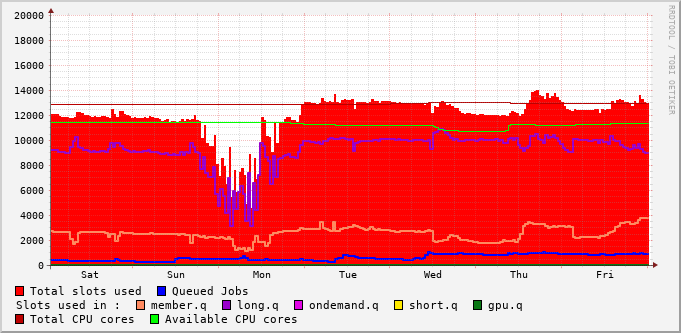 20000
18000
16000
14000
12000
10000
8000
6000
4000
2000
0
Sat Sun Mon Tue Wed Thu Fri
RRDTOOL / TOBI OETIKER
Total slots used Queued Jobs
Slots used in : member.q long.q ondemand.q short.q gpu.q
Total CPU cores Available CPU cores